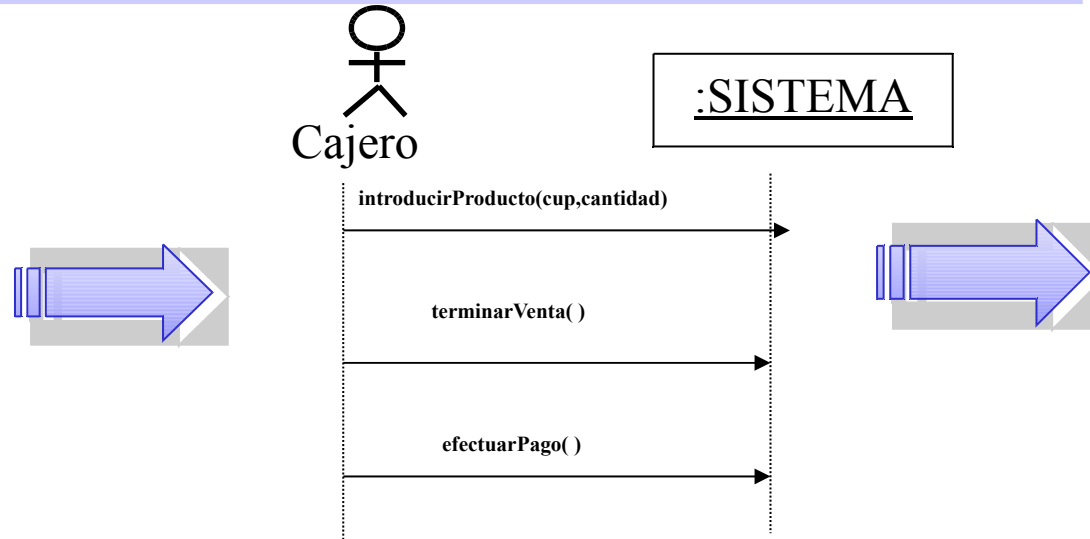 Cajero
:SISTEMA
introducirProducto(cup,cantidad)
terminarVenta( )
efectuarPago( )